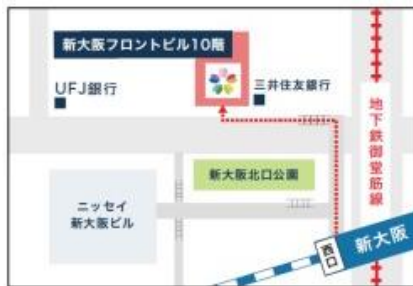 新大阪フロントビル10階
UFJ銀行
三井住友銀行
地下鉄御堂筋線
新大阪北口公園
ニッセイ
新大阪ビル
西口
新大阪